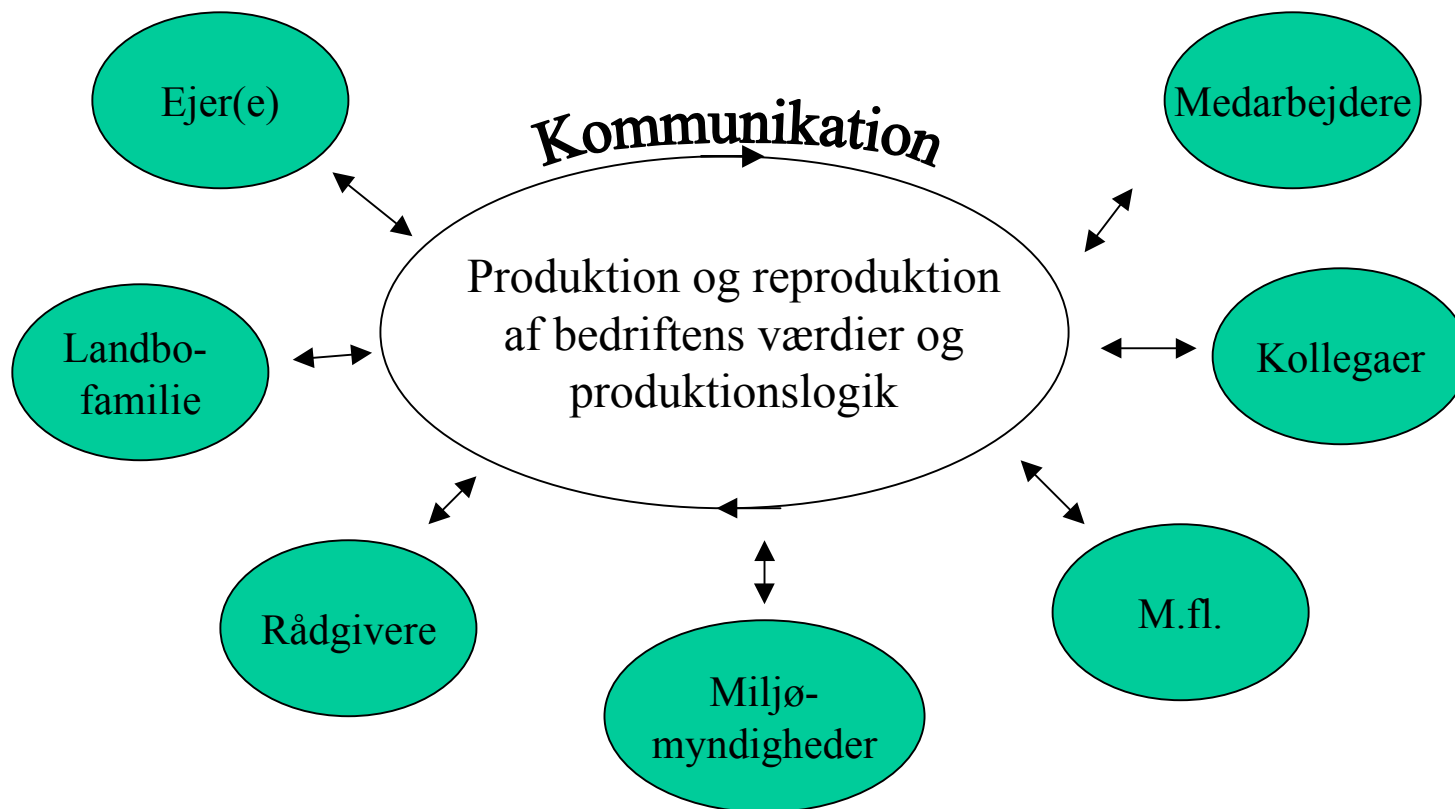 Ejer(e)
Kommunikation
Medarbejdere
Produktion og reproduktion
af bedriftens værdier og
produktionslogik
Landbo-
familie
Kollegaer
Rådgivere
M.fl.
Miljø-
myndigheder